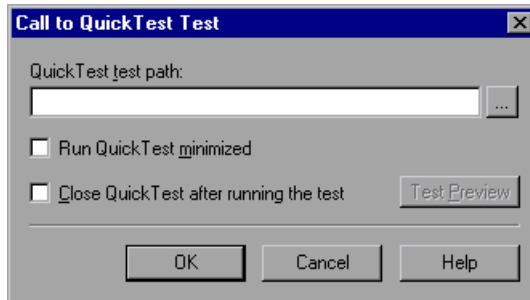 Call to QuickTest Test
QuickTest test path:
...
Run QuickTest minimized
Close QuickTest after running the test
Test Preview
OK
Cancel
Help